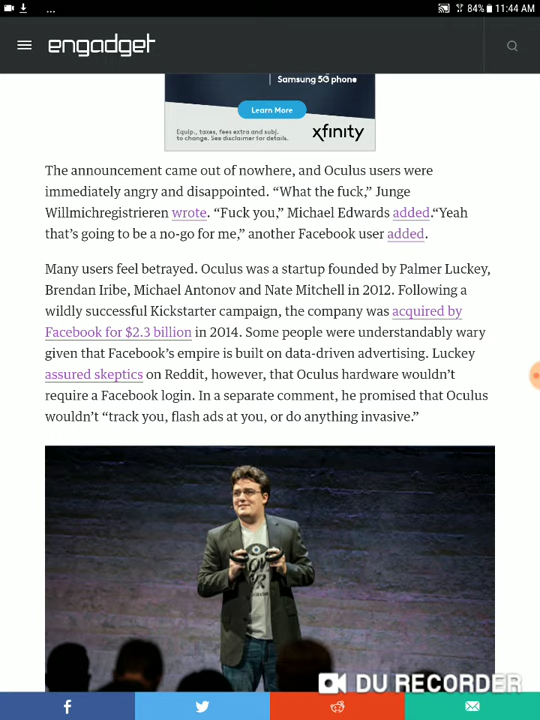 ... 84% 11:44 AM
engadget
Samsung 5G phone
Learn More
Equip., taxes, fees extra and subj.
to change. See disclaimer for details.
xfinity
The announcement came out of nowhere, and Oculus users were
immediately angry and disappointed. “What the fuck,” Junge
Willmichregistrieren wrote. “Fuck you,” Michael Edwards added.“Yeah
that’s going to be a no-go for me,” another Facebook user added.
Many users feel betrayed. Oculus was a startup founded by Palmer Luckey,
Brendan Iribe, Michael Antonov and Nate Mitchell in 2012. Following a
wildly successful Kickstarter campaign, the company was acquired by
Facebook for $2.3 billion in 2014. Some people were understandably wary
given that Facebook’s empire is built on data-driven advertising. Luckey
assured skeptics on Reddit, however, that Oculus hardware wouldn’t
require a Facebook login. In a separate comment, he promised that Oculus
wouldn’t “track you, flash ads at you, or do anything invasive.”
DU RECORDER